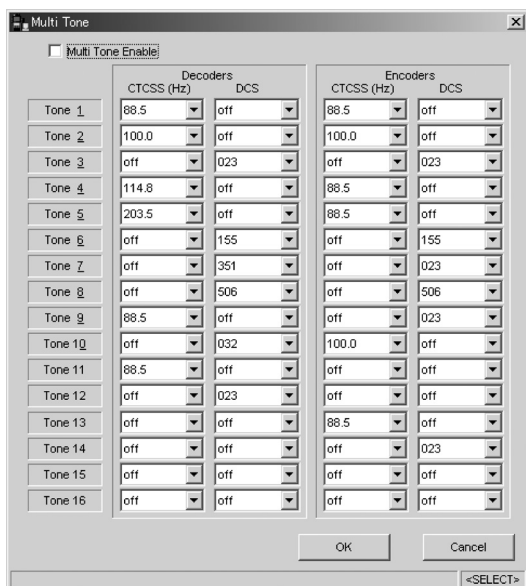 Multi Tone
Multi Tone Enable
Decoders Encoders
CTCSS (Hz) DCS CTCSS (Hz) DCS
Tone 1 88.5 off 88.5 off
Tone 2 100.0 off 100.0 off
Tone 3 off 023 off 023
Tone 4 114.8 off 88.5 off
Tone 5 203.5 off 88.5 off
Tone 6 off 155 off 155
Tone 7 off 351 off 023
Tone 8 off 506 off 506
Tone 9 88.5 off off 023
Tone 10 off 032 100.0 off
Tone 11 88.5 off off off
Tone 12 off 023 off off
Tone 13 off off 88.5 off
Tone 14 off off off 023
Tone 15 off off off off
Tone 16 off off off off
OK Cancel
<SELECT>